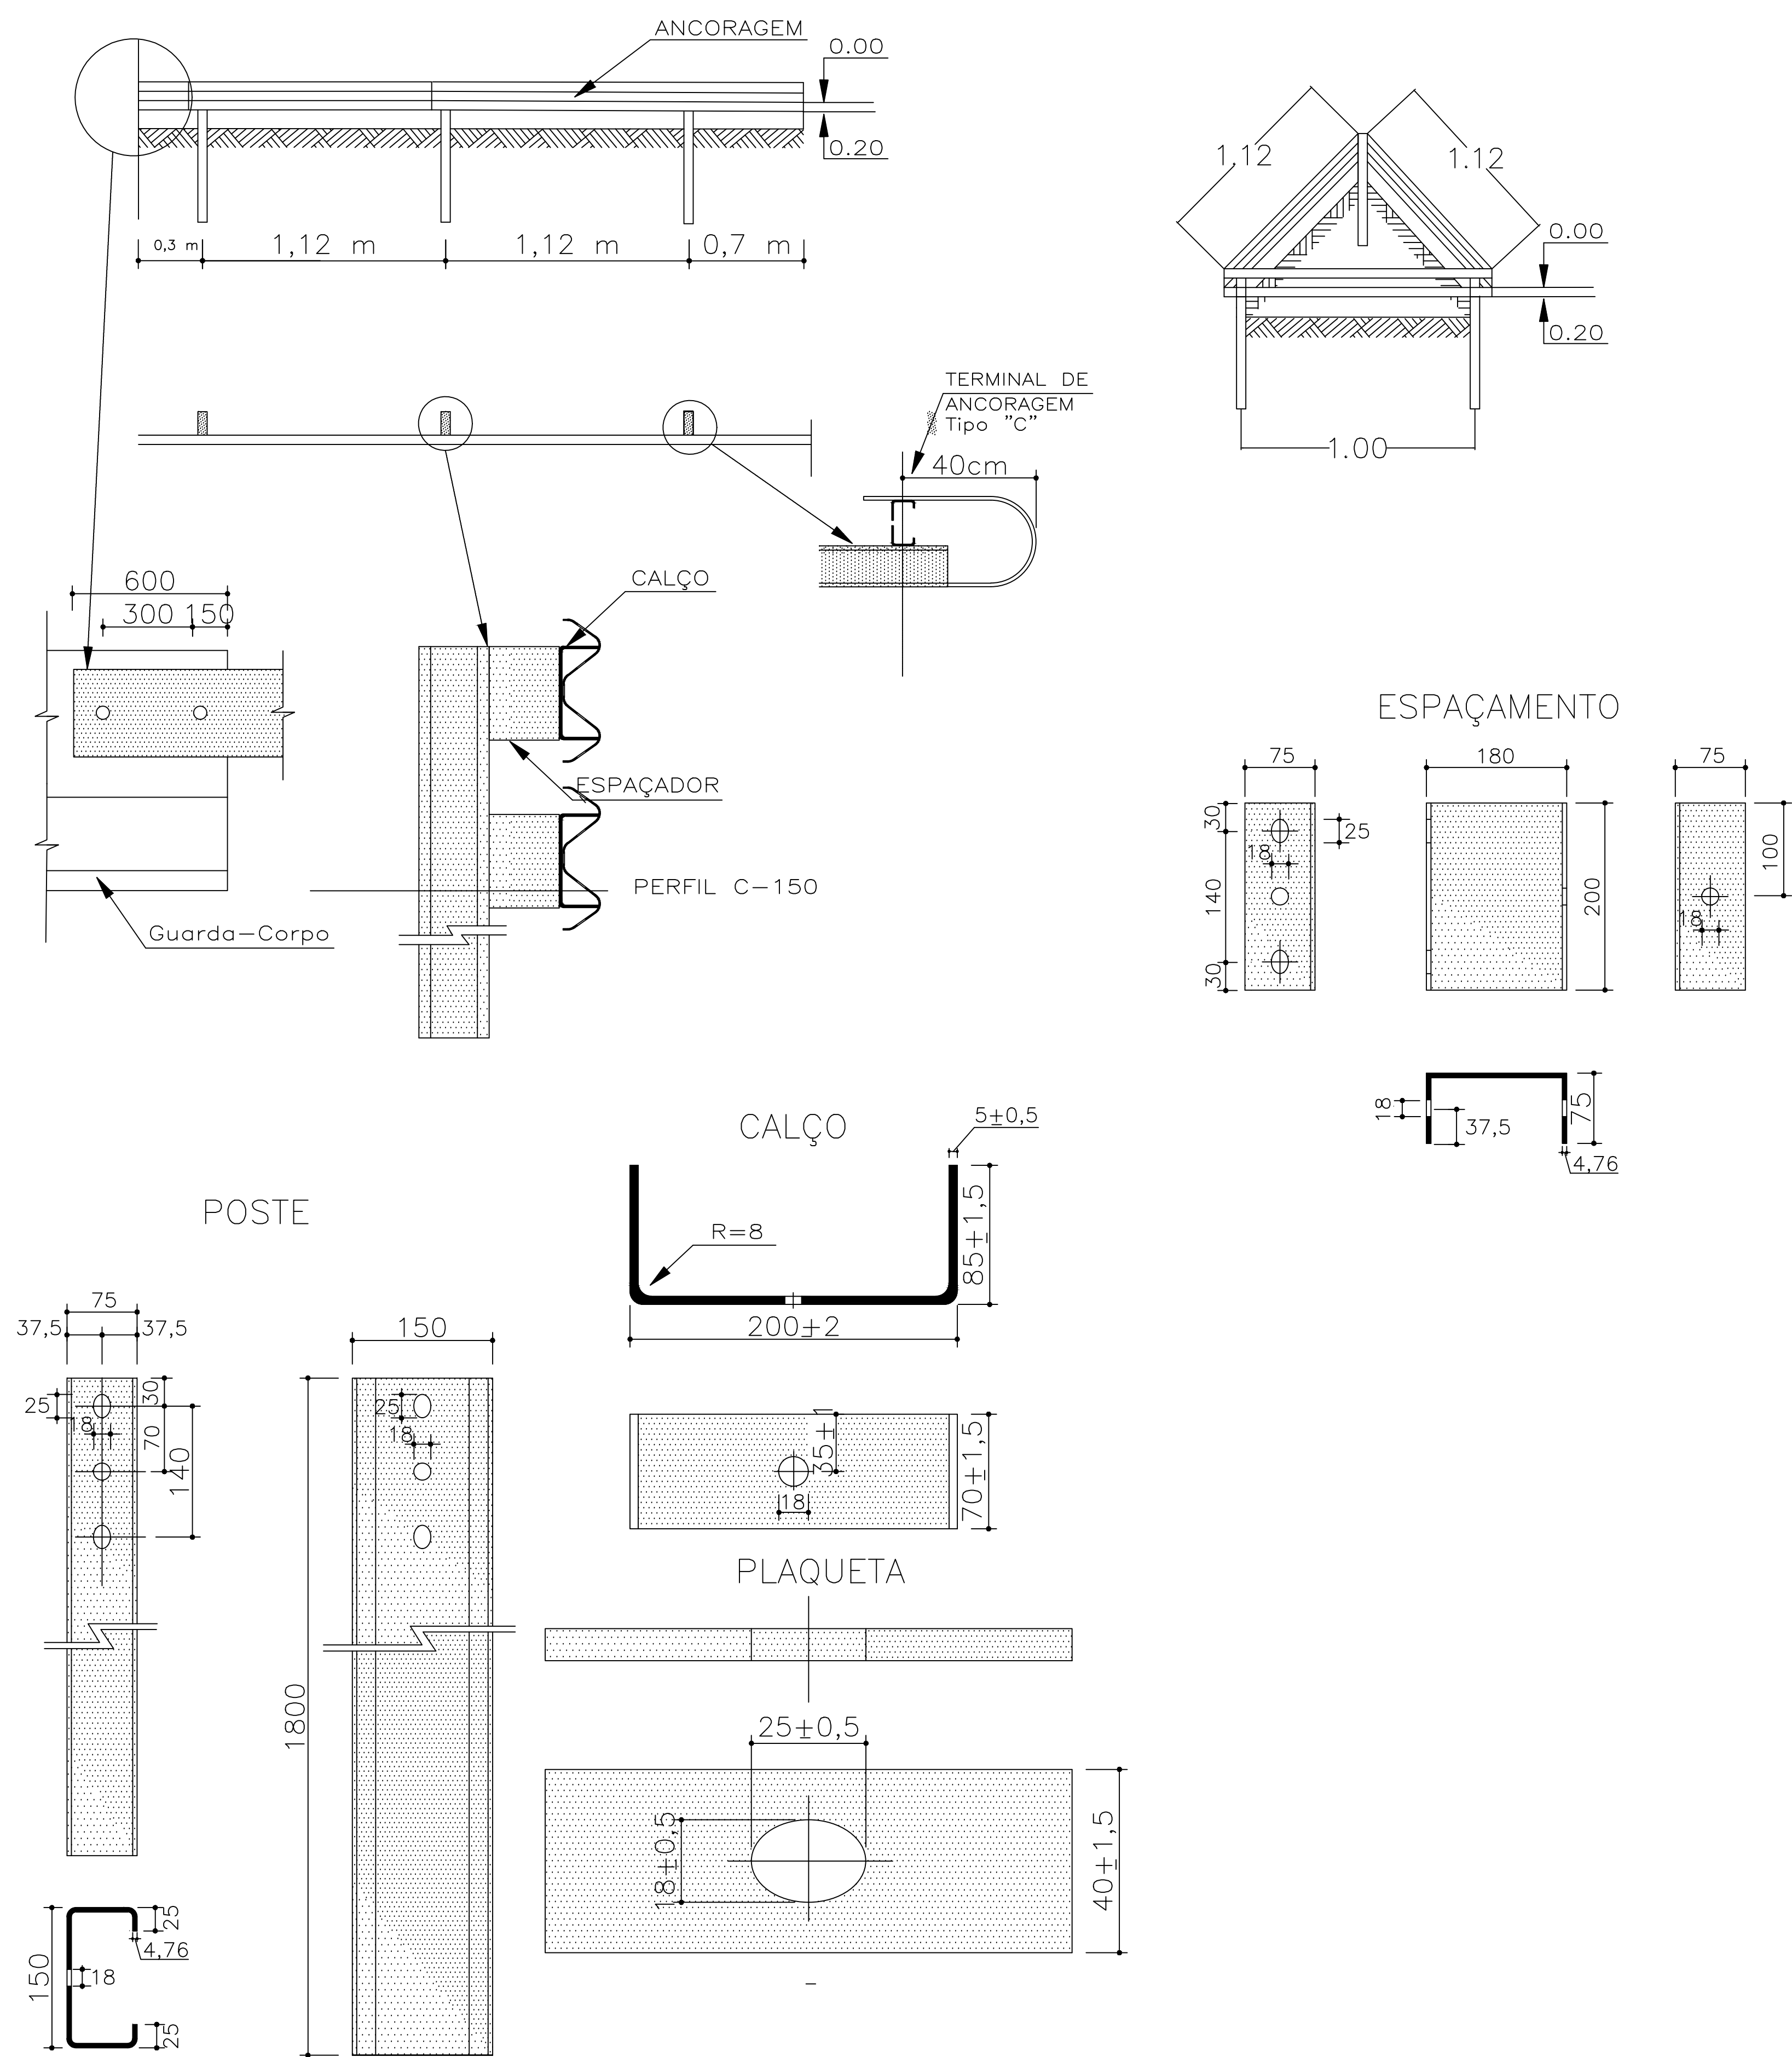 ANCORAGEM
0.00
0.20
0,3 m
1,12 m
1,12 m
0,7 m
1,12
1.12
0.00
0.20
1.00
TERMINAL DE
ANCORAGEM
Tipo "C"
40cm
600
300
150
CALÇO
ESPAÇADOR
PERFIL C-150
Guarda-Corpo
ESPAÇAMENTO
75
180
75
30
25
18
140
30
200
100
18
18
37,5
75
4,76
CALÇO
5±0,5
R=8
85±1,5
200±2
35±1
18
70±1,5
POSTE
75
37,5
37,5
25
18
30
70
140
150
25
18
1800
150
25
4,76
18
25
PLAQUETA
25±0,5
18±0,5
40±1,5